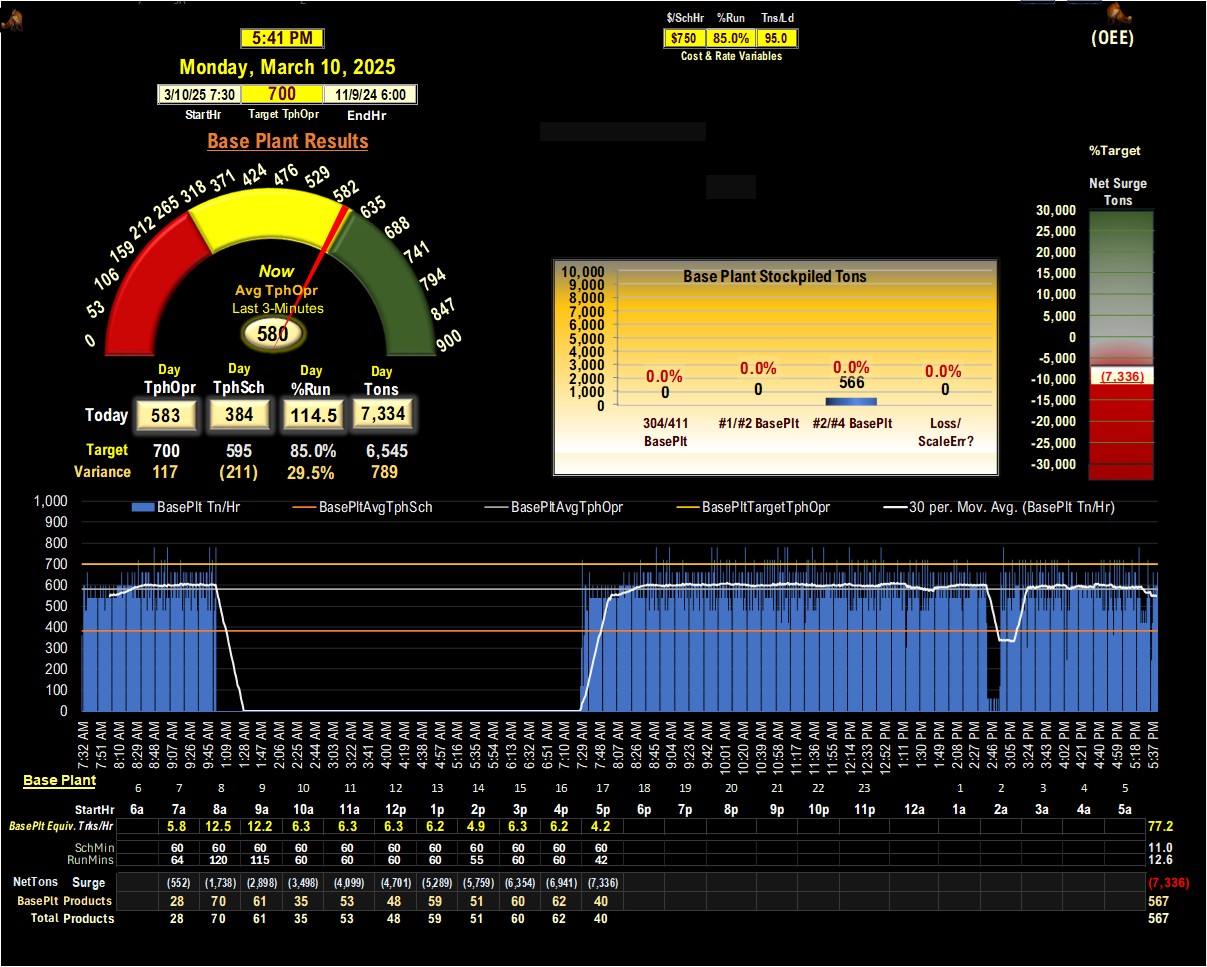 $/SchHr %Run Tns/Ld
$750 85.0% 95.0
Cost & Rate Variables
(OEE)
5:41 PM
Monday, March 10, 2025
3/10/25 7:30 700 11/9/24 6:00
StartHr Target TphOpr EndHr
Base Plant Results
0 53 106 159 212 265 318 371 424 476 529 582 635 688 741 794 847 900
Now
Avg TphOpr
Last 3-Minutes
580
Day Day Day Day
TphOpr TphSch %Run Tons
Today 583 384 114.5 7,334
Target 700 595 85.0% 6,545
Variance 117 (211) 29.5% 789
Base Plant Stockpiled Tons
10,000
9,000
8,000
7,000
6,000
5,000
4,000
3,000
2,000
1,000
0
0.0% 0.0% 0.0% 0.0%
0 0 566 0
304/411 BasePlt
#1/#2 BasePlt
#2/#4 BasePlt
Loss/ ScaleErr?
%Target
Net Surge
Tons
30,000
25,000
20,000
15,000
10,000
5,000
0
-5,000
-10,000
-15,000
-20,000
-25,000
-30,000
(7,336)
BasePlt Tn/Hr BasePltAvgTphSch BasePltAvgTphOpr BasePltTargetTphOpr 30 per. Mov. Avg. (BasePlt Tn/Hr)
1,000
900
800
700
600
500
400
300
200
100
0
7:32 AM 7:51 AM 8:10 AM 8:29 AM 8:48 AM 9:07 AM 9:26 AM 9:45 AM 1:09 AM 1:28 AM 1:47 AM 2:06 AM 2:25 AM 2:44 AM 3:03 AM 3:22 AM 3:41 AM 4:00 AM 4:19 AM 4:38 AM 4:57 AM 5:16 AM 5:35 AM 5:54 AM 6:13 AM 6:32 AM 6:51 AM 7:10 AM 7:29 AM 7:48 AM 8:07 AM 8:26 AM 8:45 AM 9:04 AM 9:23 AM 9:42 AM 10:01 AM 10:20 AM 10:39 AM 10:58 AM 11:17 AM 11:36 AM 11:55 AM 12:14 PM 12:33 PM 12:52 PM 1:11 PM 1:30 PM 1:49 PM 2:08 PM 2:27 PM 2:46 PM 3:05 PM 3:24 PM 3:43 PM 4:02 PM 4:21 PM 4:40 PM 4:59 PM 5:18 PM 5:37 PM
Base Plant
6 7 8 9 10 11 12 13 14 15 16 17 18 19 20 21 22 23 1 2 3 4 5
StartHr 6a 7a 8a 9a 10a 11a 12p 1p 2p 3p 4p 5p 6p 7p 8p 9p 10p 11p 12a 1a 2a 3a 4a 5a
BasePlt Equiv. Trks/Hr 5.8 12.5 12.2 6.3 6.3 6.3 6.2 4.9 6.3 6.2 4.2 77.2
SchMin 60 60 60 60 60 60 60 60 60 60 60 11.0
RunMins 64 120 115 60 60 60 60 55 60 60 42 12.6
NetTons Surge (552) (1,738) (2,898) (3,498) (4,099) (4,701) (5,289) (5,759) (6,354) (6,941) (7,336) (7,336)
BasePlt Products 28 70 61 35 53 48 59 51 60 62 40 567
Total Products 28 70 61 35 53 48 59 51 60 62 40 567